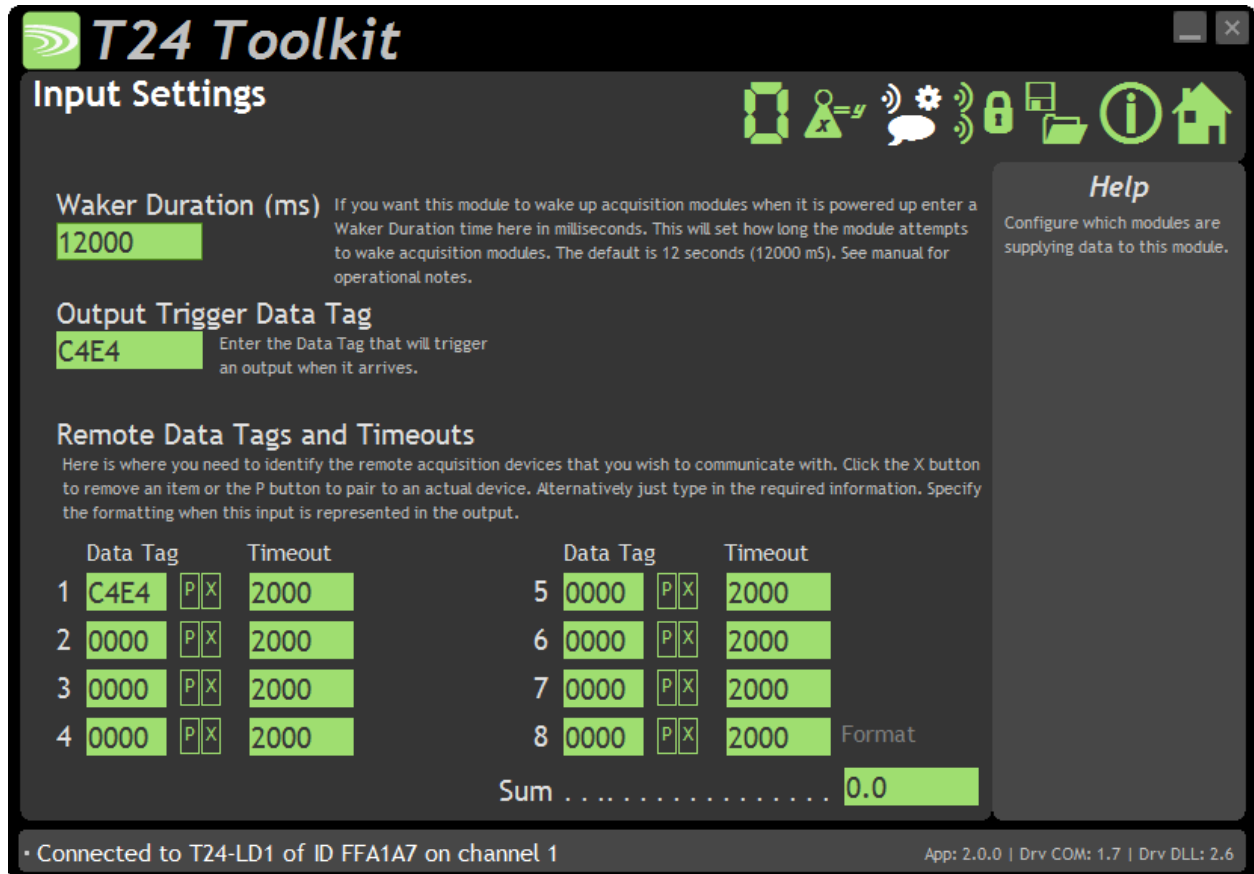 T24 Toolkit
Input Settings
x=y
Waker Duration (ms)
12000
If you want this module to wake up acquisition modules when it is powered up enter a
Waker Duration time here in milliseconds. This will set how long the module attempts
to wake acquisition modules. The default is 12 seconds (12000 mS). See manual for
operational notes.
Output Trigger Data Tag
C4E4
Enter the Data Tag that will trigger
an output when it arrives.
Remote Data Tags and Timeouts
Here is where you need to identify the remote acquisition devices that you wish to communicate with. Click the X button
to remove an item or the P button to pair to an actual device. Alternatively just type in the required information. Specify
the formatting when this input is represented in the output.
Data Tag Timeout Data Tag Timeout
1 C4E4 P X 2000 5 0000 P X 2000
2 0000 P X 2000 6 0000 P X 2000
3 0000 P X 2000 7 0000 P X 2000
4 0000 P X 2000 8 0000 P X 2000 Format
Sum . . . . . . . . . . . . . . . . . 0.0
Help
Configure which modules are
supplying data to this module.
Connected to T24-LD1 of ID FFA1A7 on channel 1
App: 2.0.0 | Drv COM: 1.7 | Drv DLL: 2.6